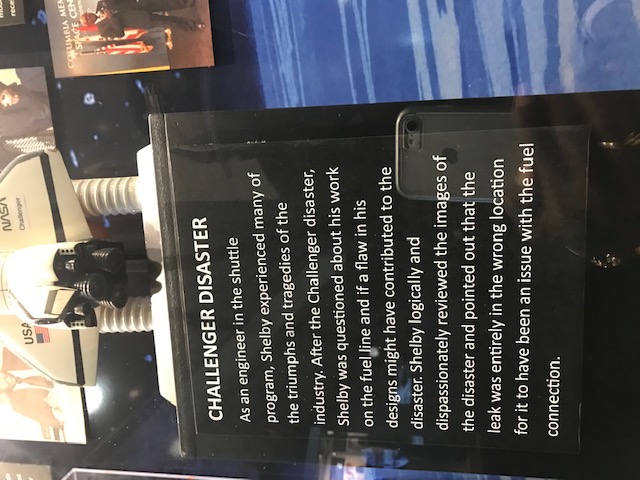 COLUMBIA MEM
SPACE CEN
NASA
Challenger
USA
CHALLENGER DISASTER
As an engineer in the shuttle
program, Shelby experienced many of
the triumphs and tragedies of the
industry. After the Challenger disaster,
Shelby was questioned about his work
on the fuel line and if a flaw in his
designs might have contributed to the
disaster. Shelby logically and
dispassionately reviewed the images of
the disaster and pointed out that the
leak was entirely in the wrong location
for it to have been an issue with the fuel
connection.